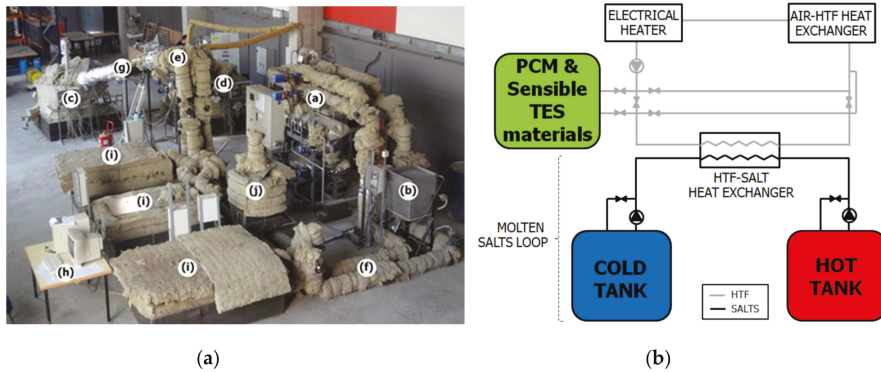 (a)
(g)
(e)
(c)
(d)
(a)
(i)
(i)
(j)
(b)
(i)
(h)
(f)
(a)
(b)
ELECTRICAL
HEATER
AIR-HTF HEAT
EXCHANGER
PCM &
Sensible
TES
materials
HTF-SALT
HEAT EXCHANGER
MOLTEN
SALTS LOOP
COLD
TANK
HOT
TANK
HTF
SALTS
(b)